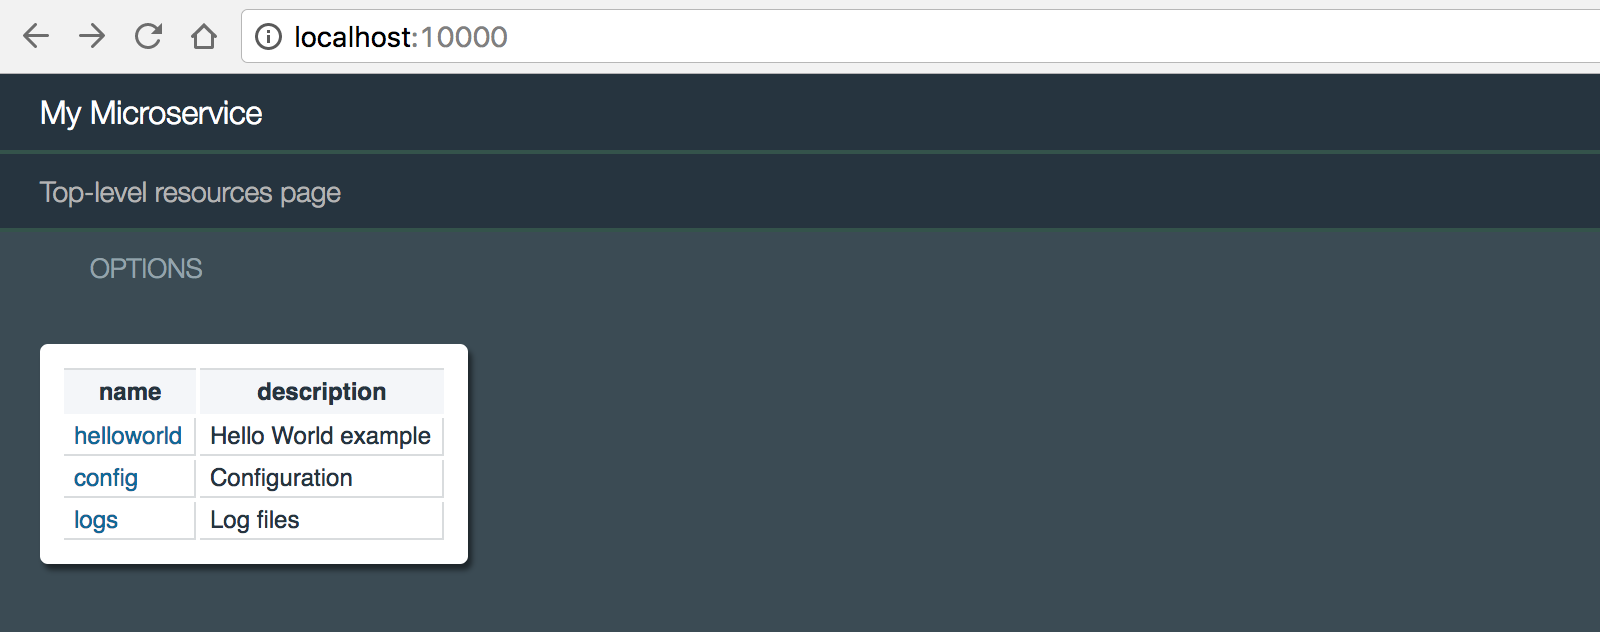 localhost:10000
My Microservice
Top-level resources page
OPTIONS
name description
helloworld Hello World example
config Configuration
logs Log files